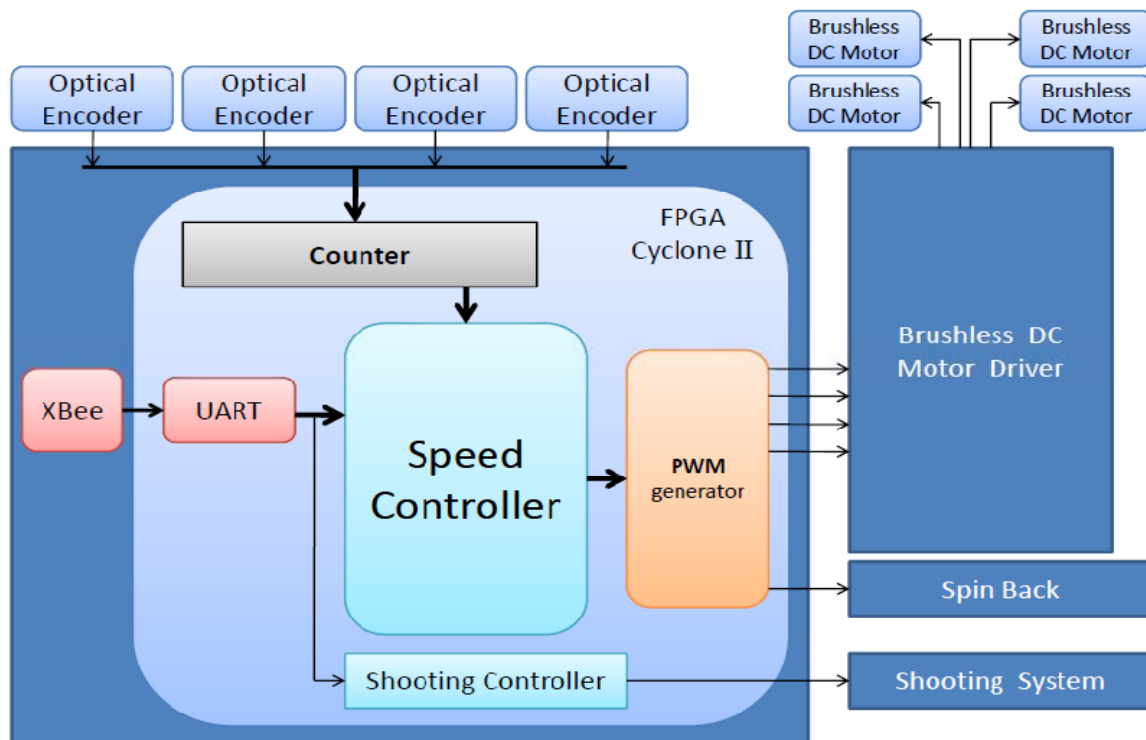 Brushless
DC Motor
Brushless
DC Motor
Optical
Encoder
Optical
Encoder
Optical
Encoder
Optical
Encoder
Brushless
DC Motor
Brushless
DC Motor
FPGA
Cyclone II
Counter
Brushless DC
Motor Driver
XBee
UART
Speed
Controller
PWM
generator
Spin Back
Shooting Controller
Shooting System